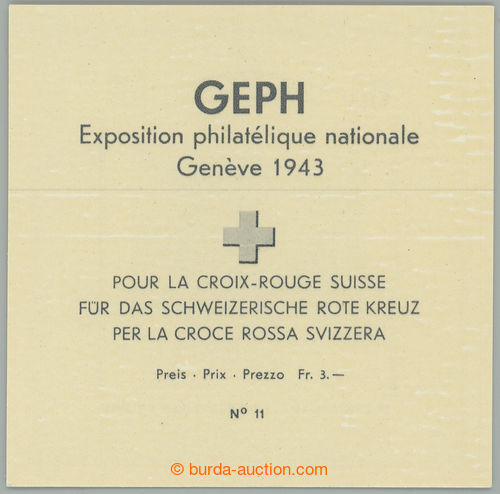 GEPH
Exposition philatélique nationale
Genève 1943
POUR LA CROIX-ROUGE SUISSE
FÜR DAS SCHWEIZERISCHE ROTE KREUZ
PER LA CROCE ROSSA SVIZZERA
Preis · Prix · Prezzo Fr. 3.—
Nº 11
© burda-auction.com